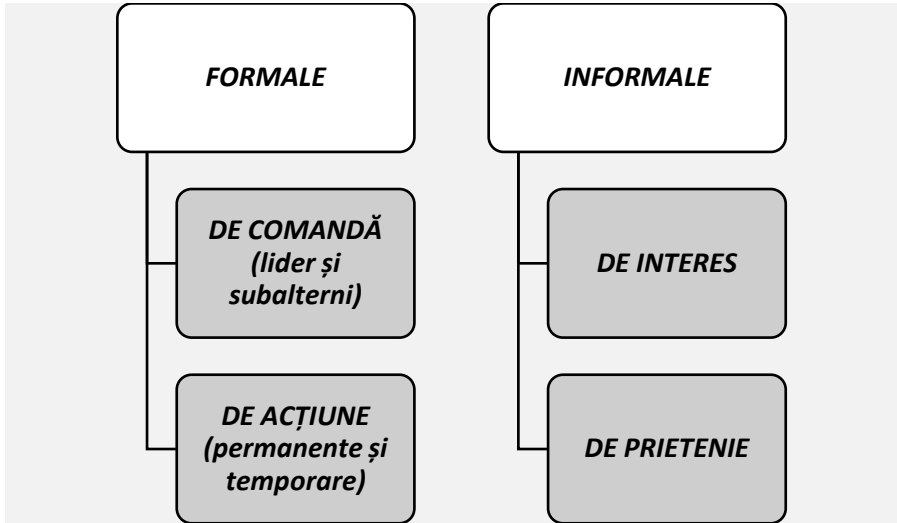 FORMALE
DE COMANDĂ
(lider și
subalterni)
DE ACȚIUNE
(permanente și
temporare)
INFORMALE
DE INTERES
DE PRIETENIE